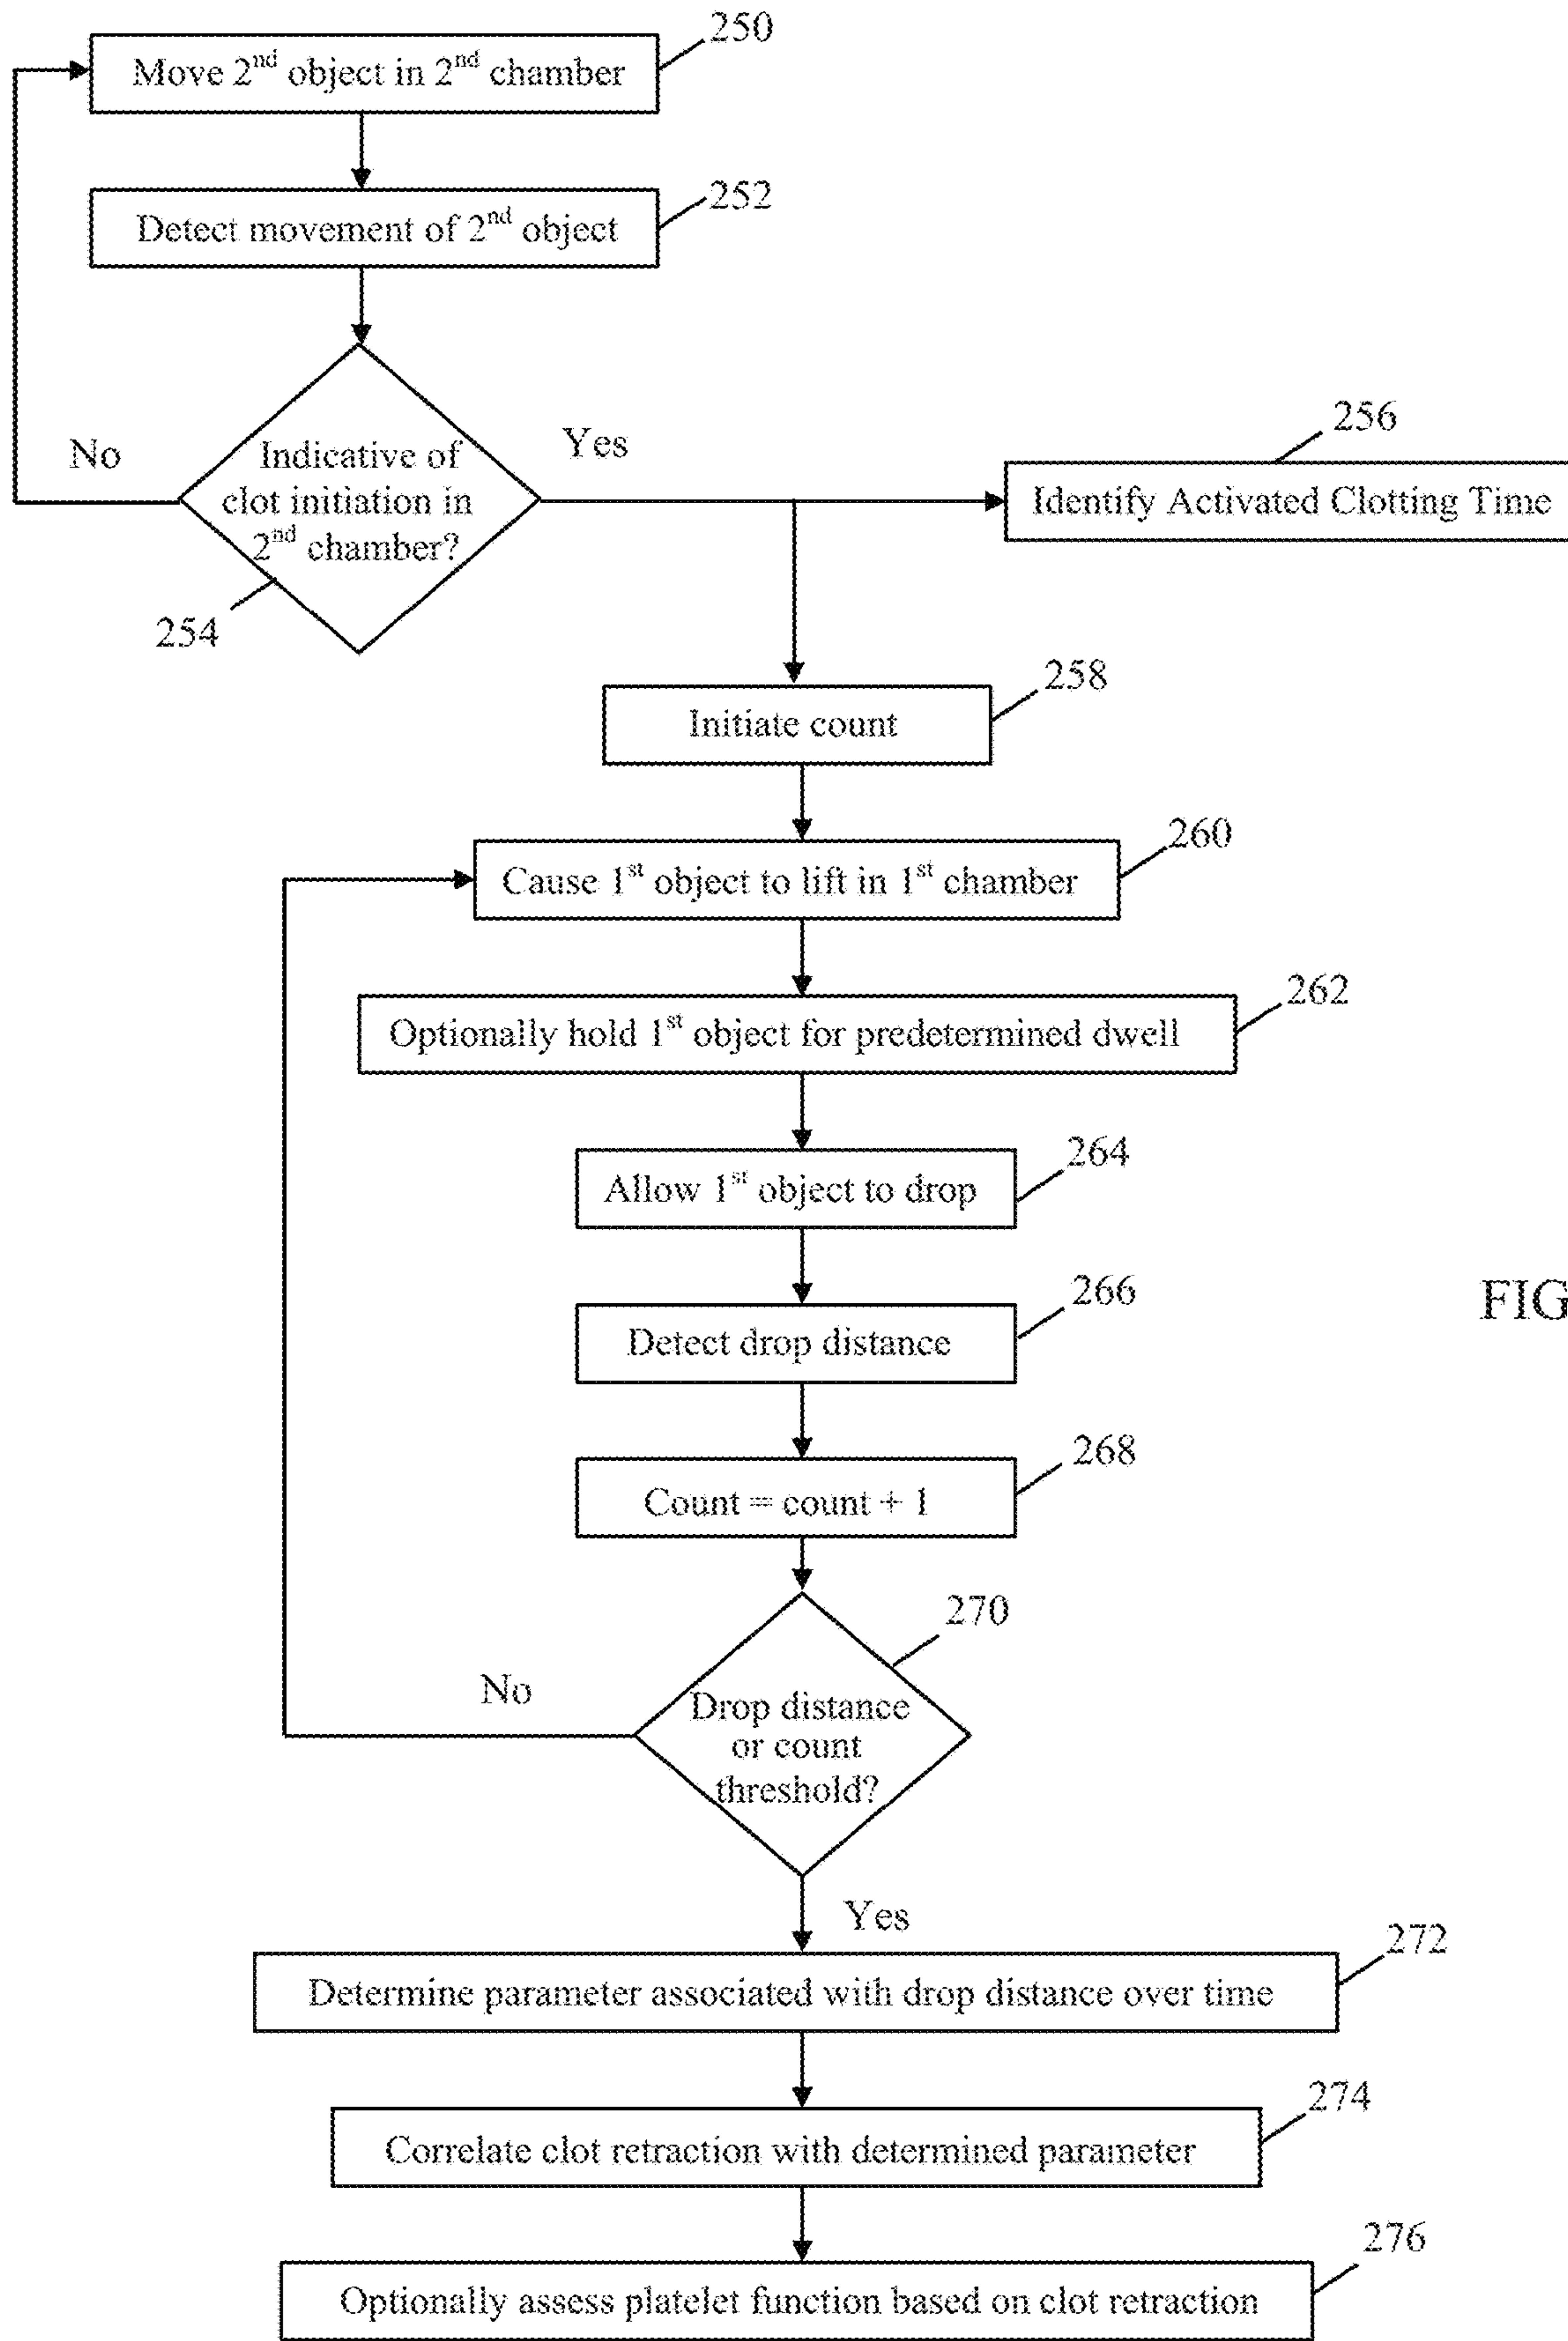 250
Move 2nd object in 2nd chamber
252
Detect movement of 2nd object
No
Yes
Indicative of
clot initiation in
2nd chamber?
254
256
Identify Activated Clotting Time
258
Initiate count
260
Cause 1st object to lift in 1st chamber
262
Optionally hold 1st object for predetermined dwell
264
Allow 1st object to drop
266
Detect drop distance
FIG
268
Count = count + 1
270
No
Drop distance
or count
threshold?
Yes
272
Determine parameter associated with drop distance over time
274
Correlate clot retraction with determined parameter
276
Optionally assess platelet function based on clot retraction